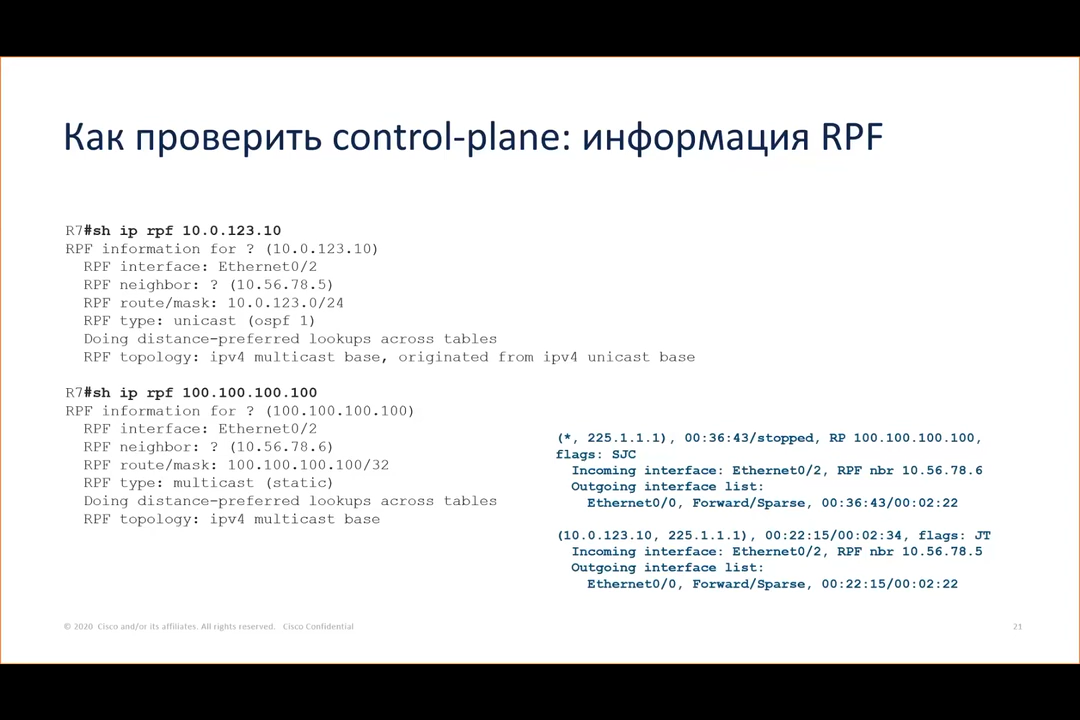 Как проверить control-plane: информация RPF
R7#sh ip rpf 10.0.123.10
RPF information for ? (10.0.123.10)
RPF interface: Ethernet0/2
RPF neighbor: ? (10.56.78.5)
RPF route/mask: 10.0.123.0/24
RPF type: unicast (ospf 1)
Doing distance-preferred lookups across tables
RPF topology: ipv4 multicast base, originated from ipv4 unicast base
R7#sh ip rpf 100.100.100.100
RPF information for ? (100.100.100.100)
RPF interface: Ethernet0/2
RPF neighbor: ? (10.56.78.6)
RPF route/mask: 100.100.100.100/32
RPF type: multicast (static)
Doing distance-preferred lookups across tables
RPF topology: ipv4 multicast base
(*, 225.1.1.1), 00:36:43/stopped, RP 100.100.100.100,
flags: SJC
Incoming interface: Ethernet0/2, RPF nbr 10.56.78.6
Outgoing interface list:
Ethernet0/0, Forward/Sparse, 00:36:43/00:02:22
(10.0.123.10, 225.1.1.1), 00:22:15/00:02:34, flags: JT
Incoming interface: Ethernet0/2, RPF nbr 10.56.78.5
Outgoing interface list:
Ethernet0/0, Forward/Sparse, 00:22:15/00:02:22
© 2020 Cisco and/or its affiliates. All rights reserved. Cisco Confidential
21